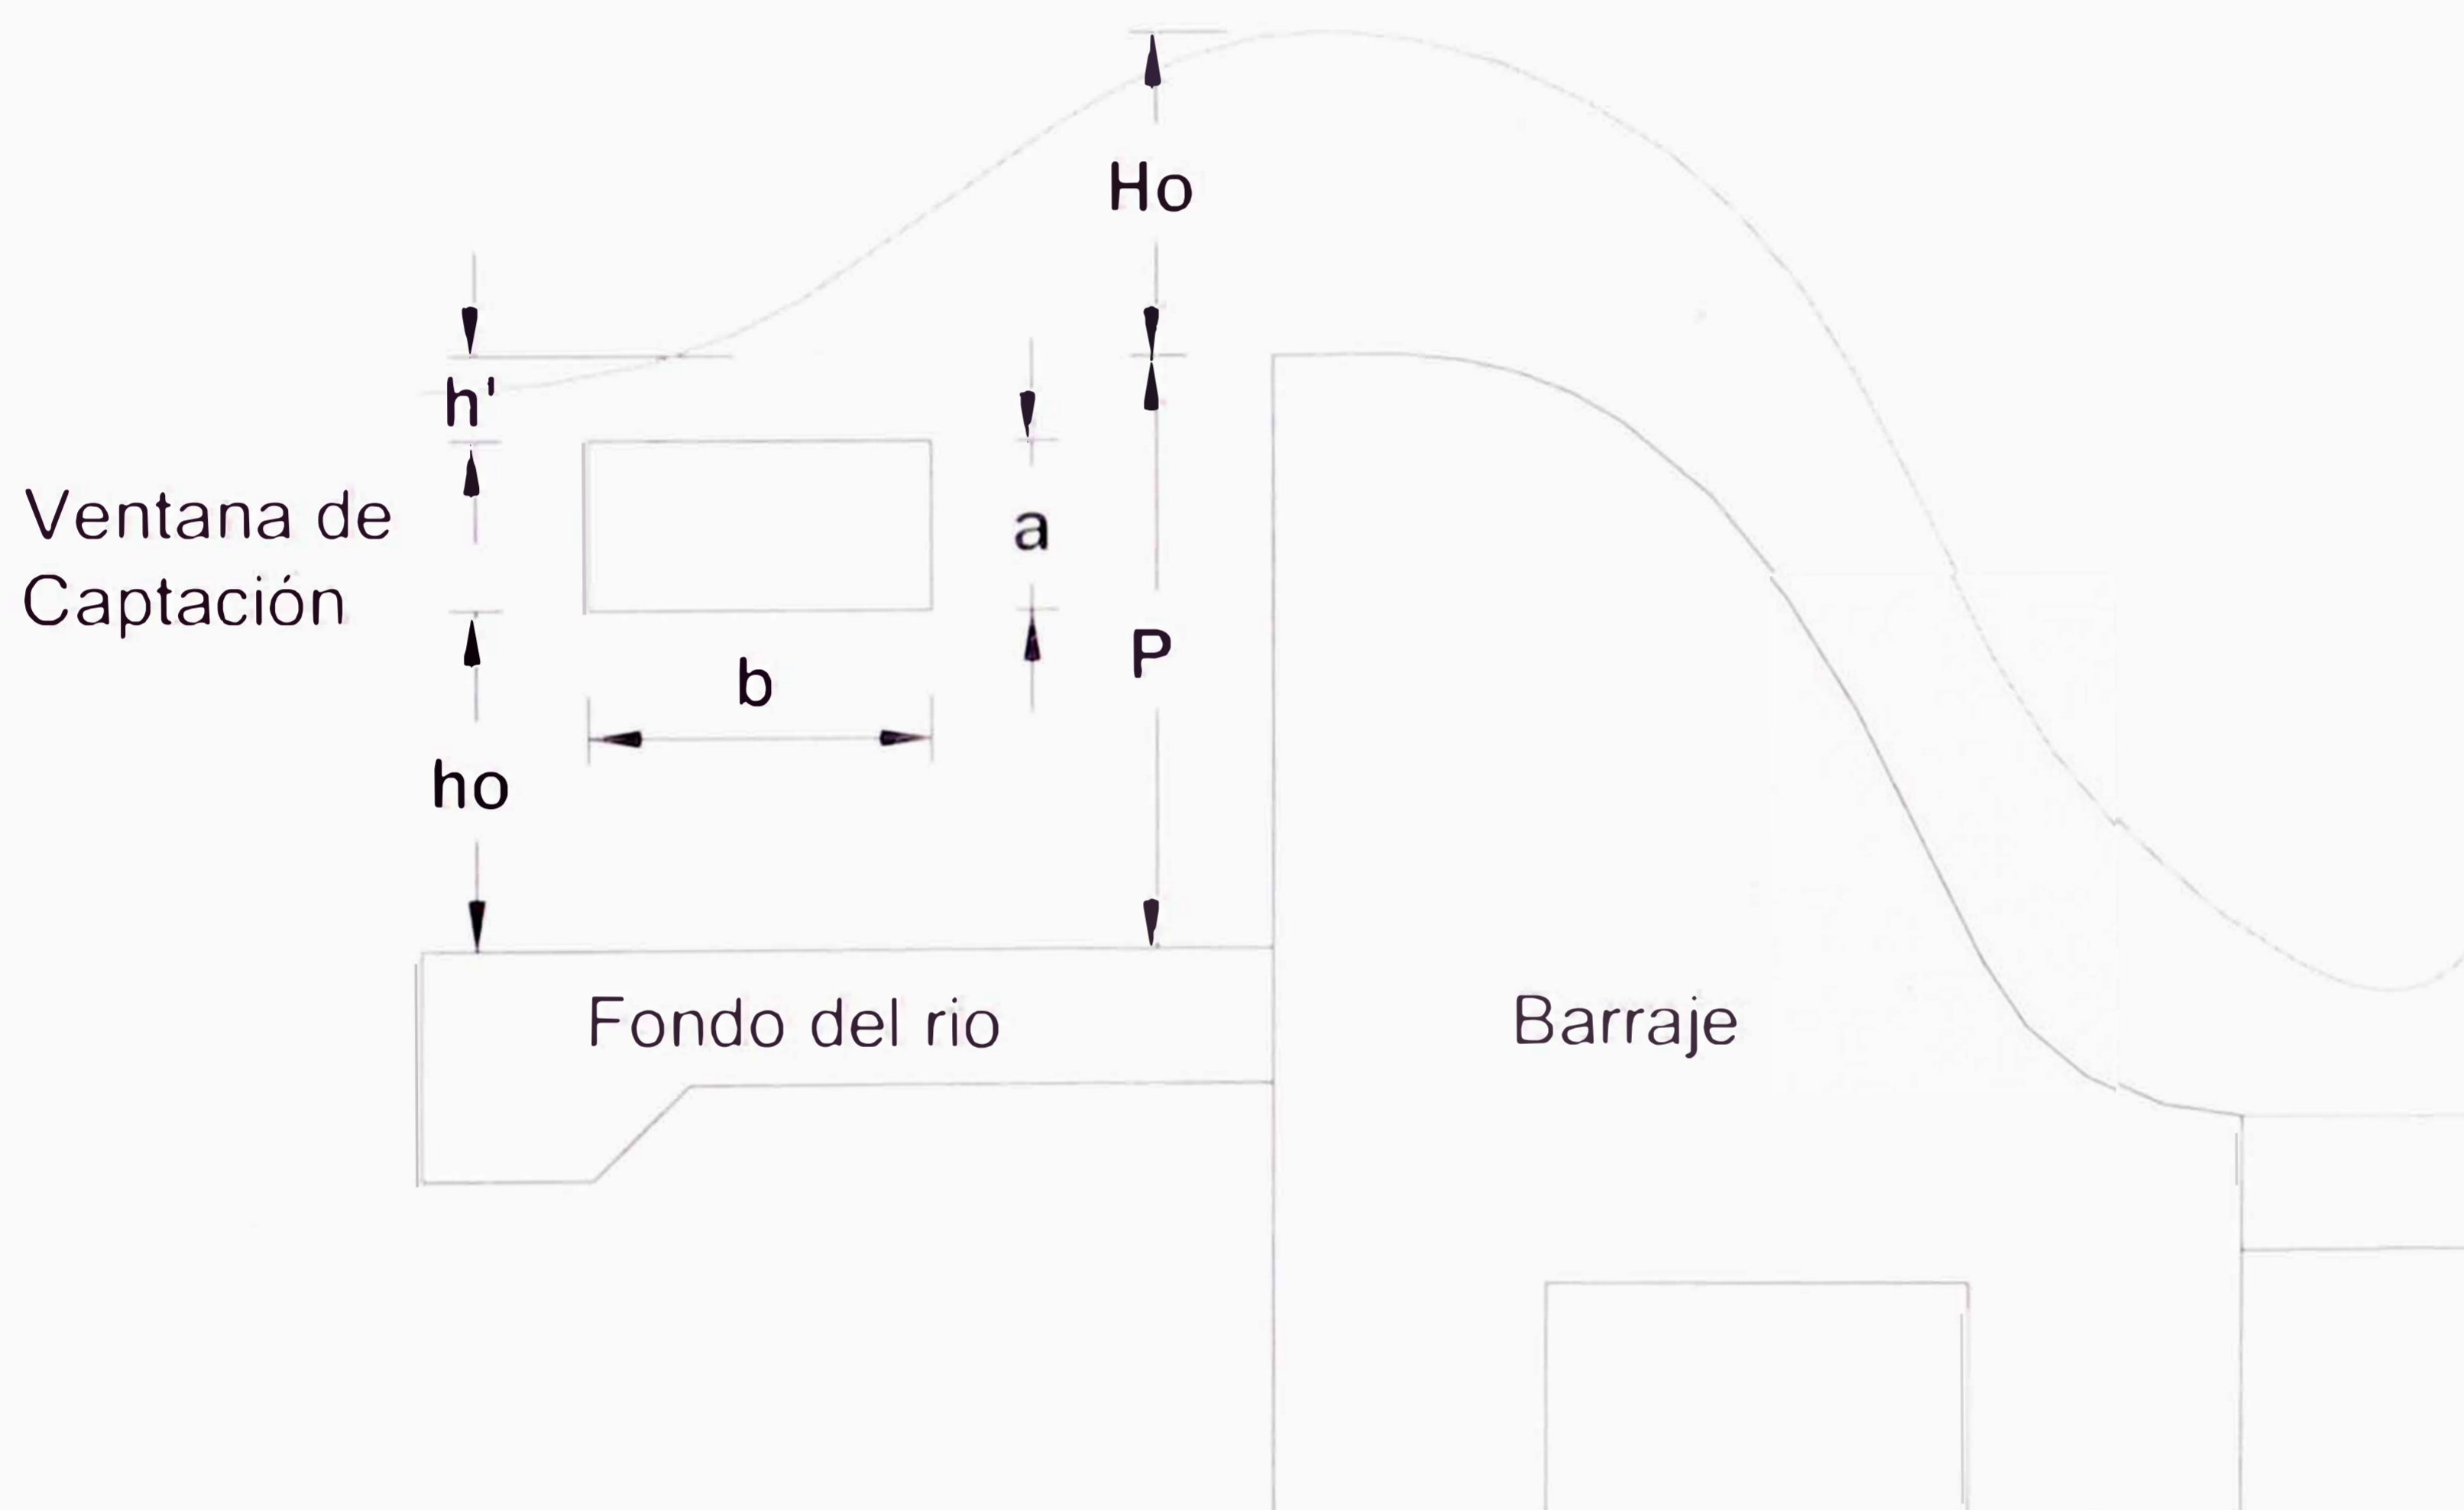 Ho
h'
Ventana de
Captación
a
P
b
ho
Fondo del rio
Barraje